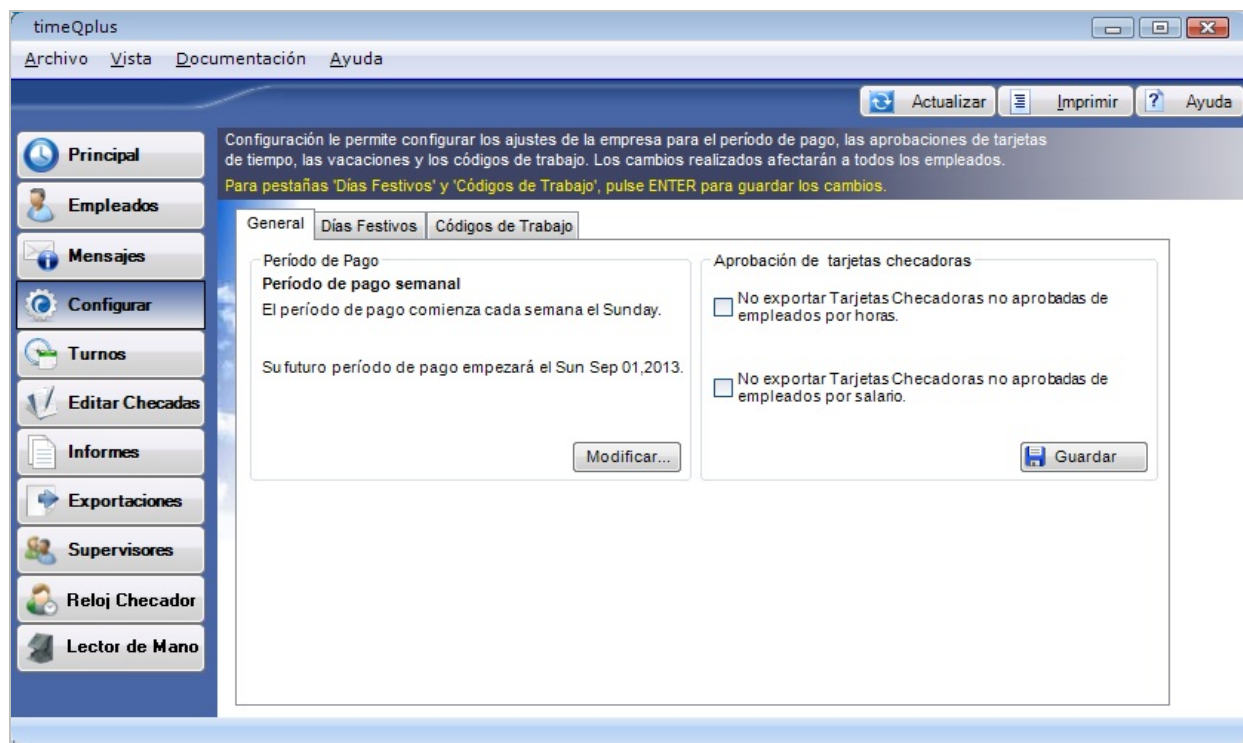 timeQplus
Archivo Vista Documentación Ayuda
Actualizar Imprimir Ayuda
Principal
Empleados
Mensajes
Configurar
Turnos
Editar Checadas
Informes
Exportaciones
Supervisores
Reloj Checador
Lector de Mano
Configuración le permite configurar los ajustes de la empresa para el período de pago, las aprobaciones de tarjetas
de tiempo, las vacaciones y los códigos de trabajo. Los cambios realizados afectarán a todos los empleados.
Para pestañas 'Días Festivos' y 'Códigos de Trabajo', pulse ENTER para guardar los cambios.
General Días Festivos Códigos de Trabajo
Período de Pago
Período de pago semanal
El período de pago comienza cada semana el Sunday.
Su futuro período de pago empezará el Sun Sep 01,2013.
Modificar...
Aprobación de tarjetas checadoras
No exportar Tarjetas Checadoras no aprobadas de
empleados por horas.
No exportar Tarjetas Checadoras no aprobadas de
empleados por salario.
Guardar